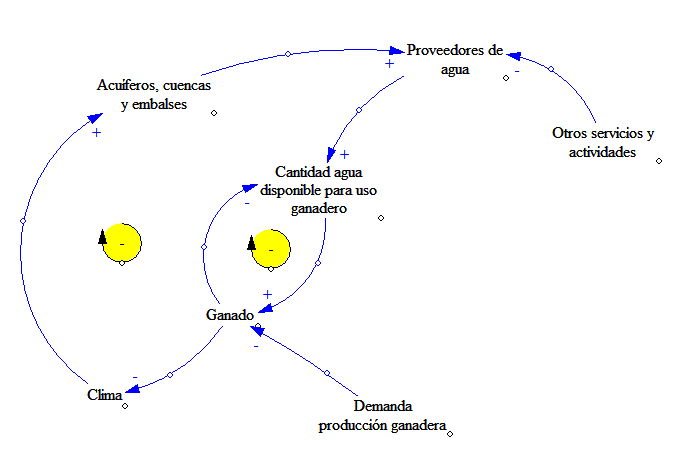 Proveedores de
agua
+
-
Acuíferos, cuencas
y embalses
+
Otros servicios y
actividades
+
Cantidad agua
disponible para uso
ganadero
-
-
-
+
Ganado
-
-
Clima
Demanda
producción ganadera